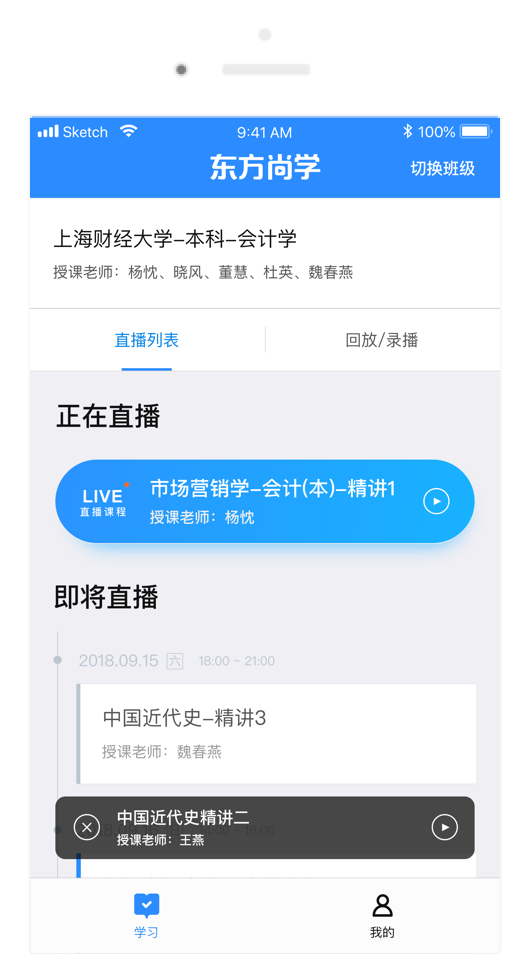 Sketch 9:41 AM 100%
东方尚学 切换班级
上海财经大学-本科-会计学
授课老师：杨忱、晓风、董慧、杜英、魏春燕
直播列表 回放/录播
正在直播
LIVE
直播课程
市场营销学-会计(本)-精讲1
授课老师：杨忱
即将直播
2018.09.15 六 18:00 ~ 21:00
中国近代史-精讲3
授课老师：魏春燕
中国近代史精讲二
授课老师：王燕
学习 我的